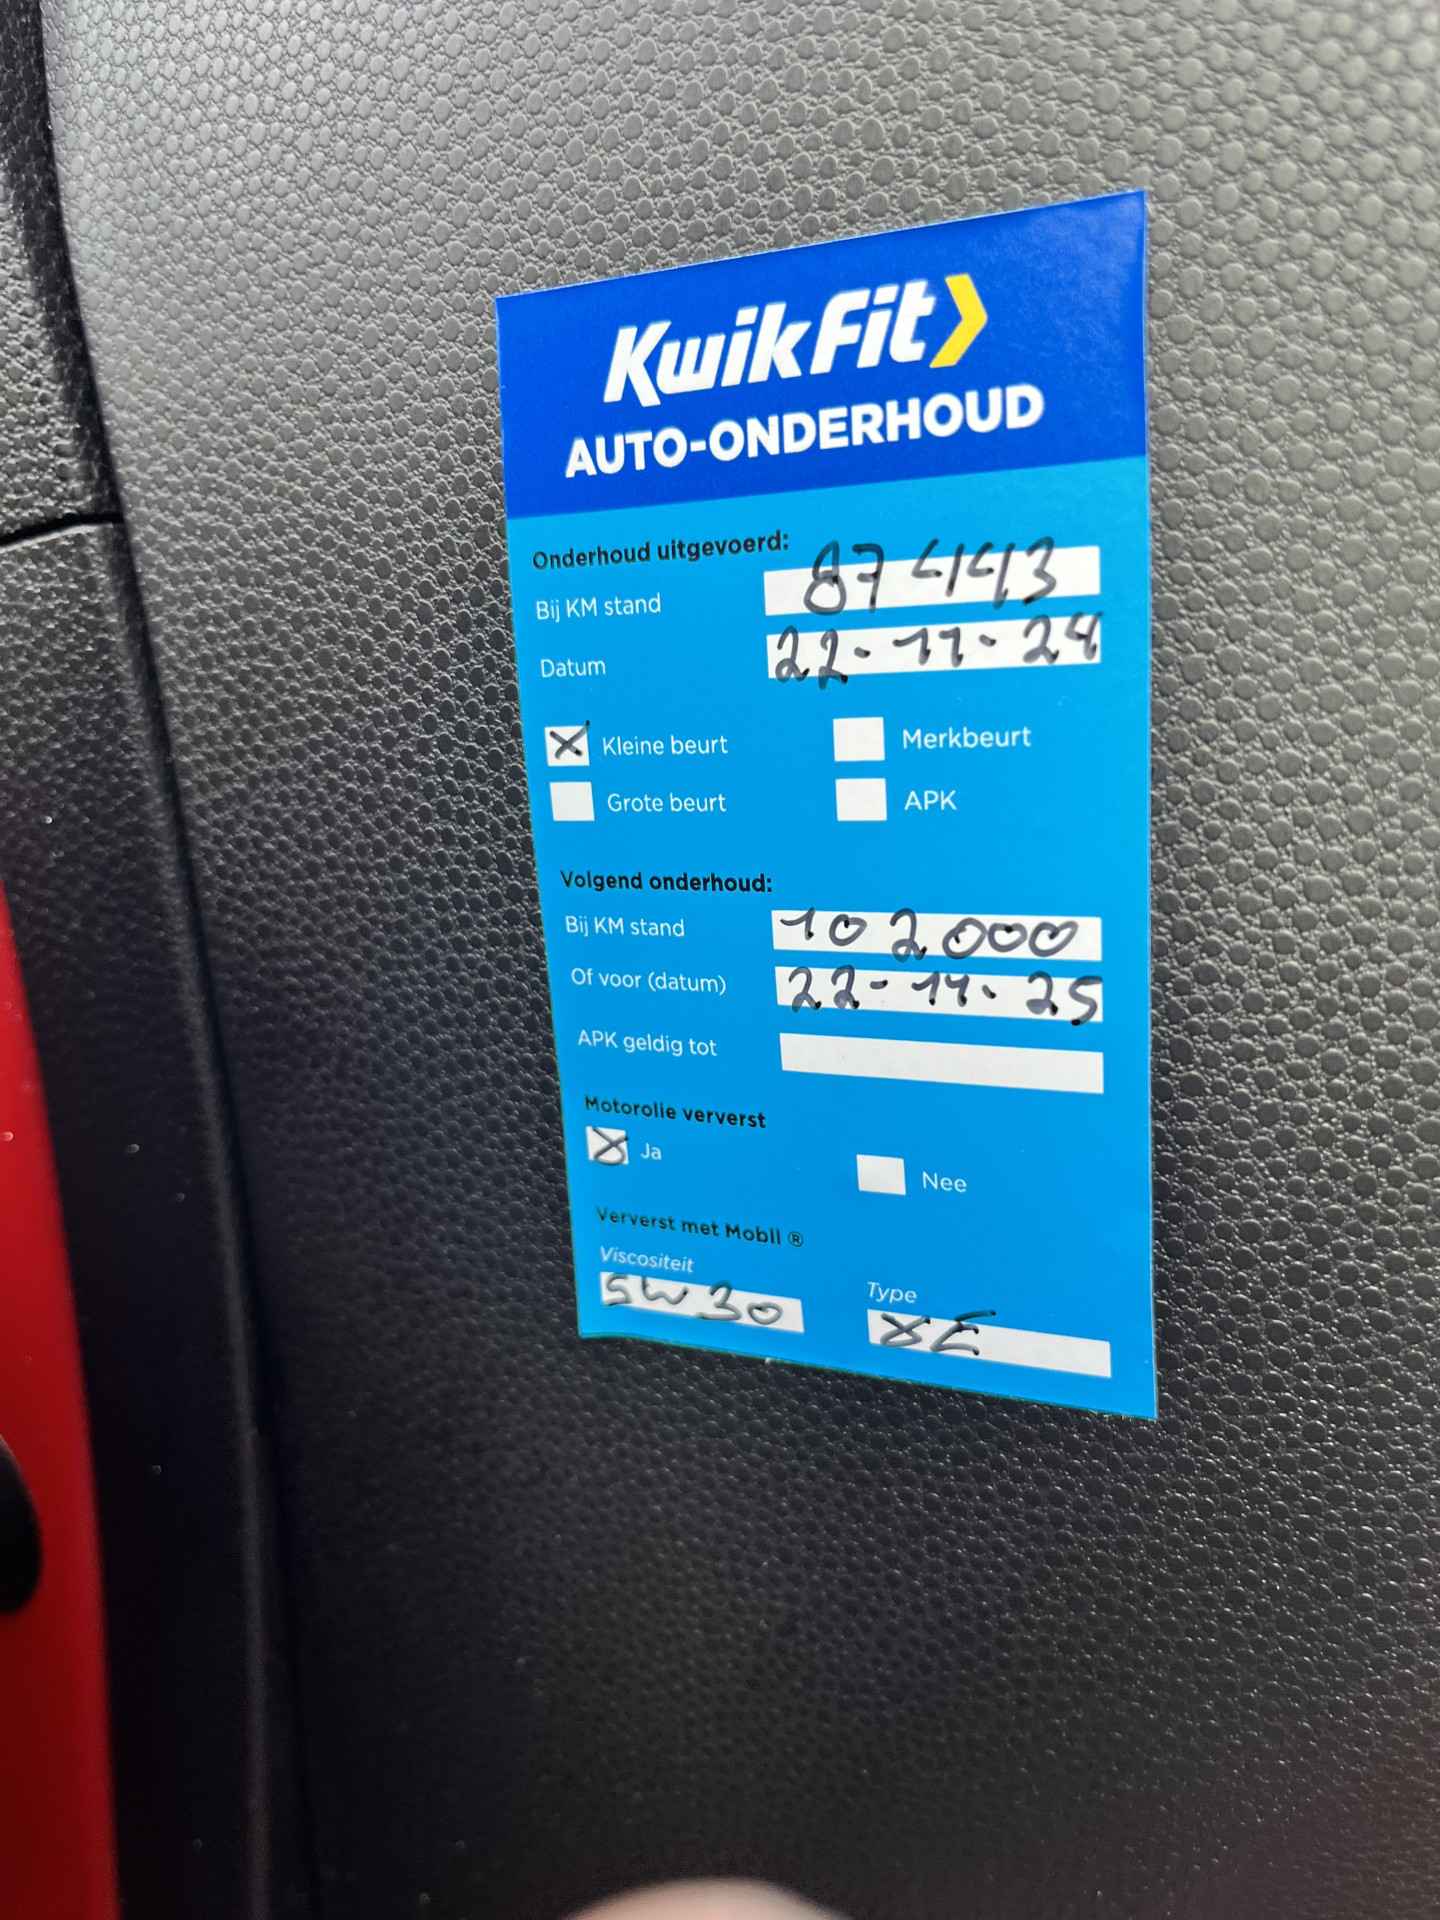 KwikFit
AUTO-ONDERHOUD
Onderhoud uitgevoerd:
Bij KM stand 87443
Datum 22-11-24
Kleine beurt Merkbeurt
Grote beurt APK
Volgend onderhoud:
Bij KM stand 102000
Of voor (datum) 22-11-25
APK geldig tot
Motorolie ververst
Ja Nee
Ververst met Mobil ®
Viscositeit Type
5W30 XE